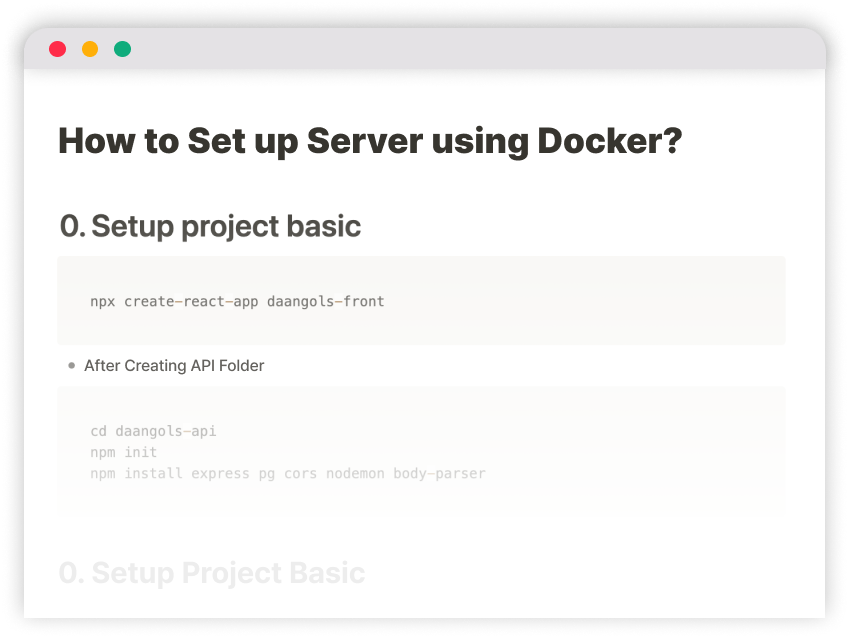 How to Set up Server using Docker?
0. Setup project basic
npx create-react-app daangols-front
• After Creating API Folder
cd daangols-api
npm init
npm install express pg cors nodemon body-parser
0. Setup Project Basic